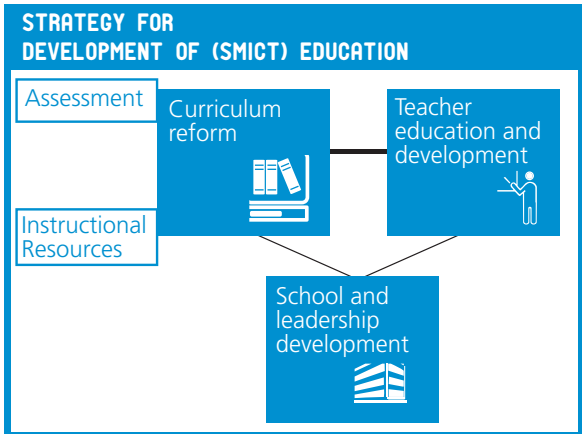 STRATEGY FOR
DEVELOPMENT OF (SMICT) EDUCATION
Assessment
Curriculum
reform
Teacher
education and
development
Instructional
Resources
School and
leadership
development